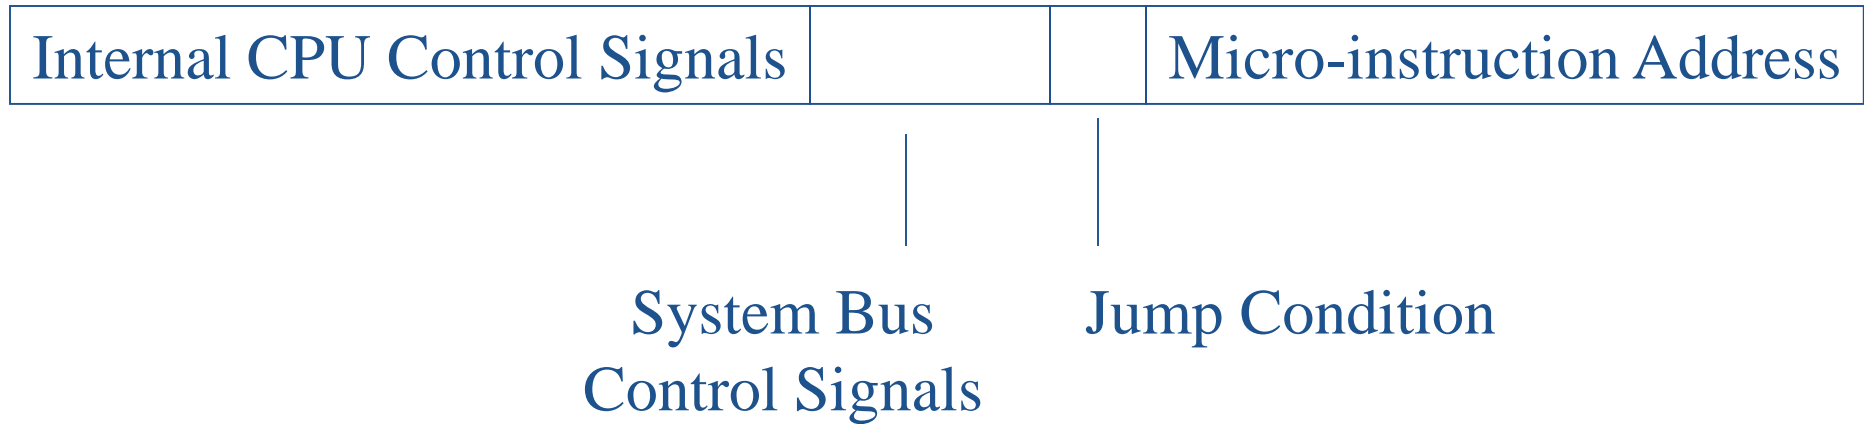 Internal CPU Control Signals
Micro-instruction Address
System Bus
Control Signals
Jump Condition